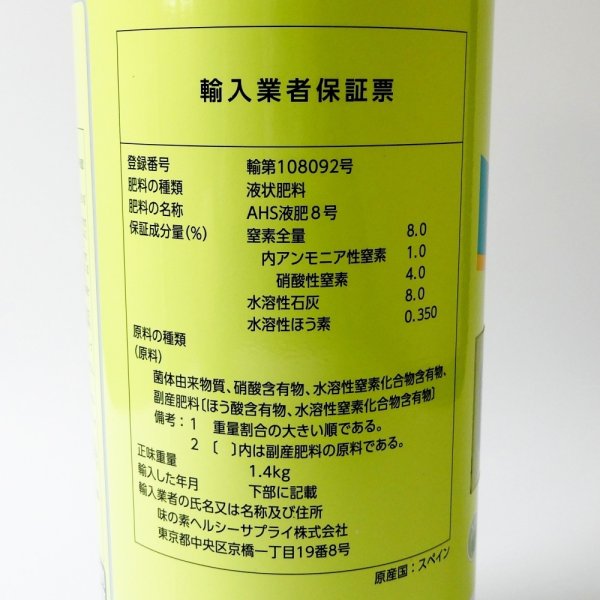 輸入業者保証票
登録番号 輸第108092号
肥料の種類 液状肥料
肥料の名称 AHS液肥8号
保証成分量(%) 窒素全量 8.0
内アンモニア性窒素 1.0
硝酸性窒素 4.0
水溶性石灰 8.0
水溶性ほう素 0.350
原料の種類
(原料)
菌体由来物質、硝酸含有物、水溶性窒素化合物含有物、
副産肥料〔ほう酸含有物、水溶性窒素化合物含有物〕
備考：1 重量割合の大きい順である。
2 〔 〕内は副産肥料の原料である。
正味重量 1.4kg
輸入した年月 下部に記載
輸入業者の氏名又は名称及び住所
味の素ヘルシーサプライ株式会社
東京都中央区京橋一丁目19番8号
原産国：スペイン